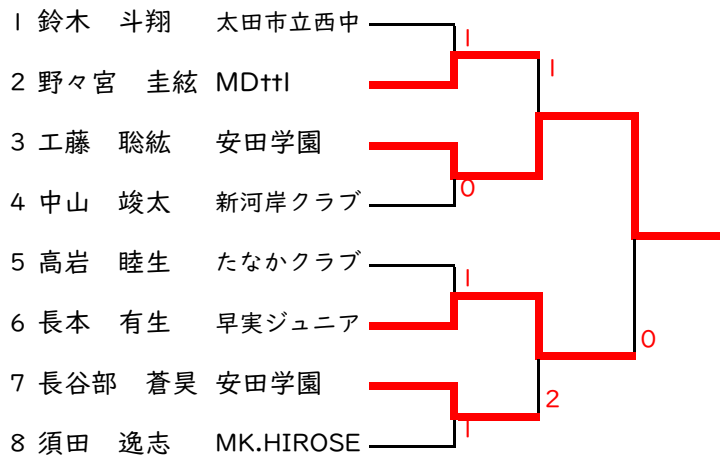 1 鈴木 斗翔 太田市立西中
1
1
2 野々宮 圭絃 MDttl
3 工藤 聡紘 安田学園
0
4 中山 竣太 新河岸クラブ
5 高岩 睦生 たなかクラブ
1
6 長本 有生 早実ジュニア
0
7 長谷部 蒼昊 安田学園
2
1
8 須田 逸志 MK.HIROSE